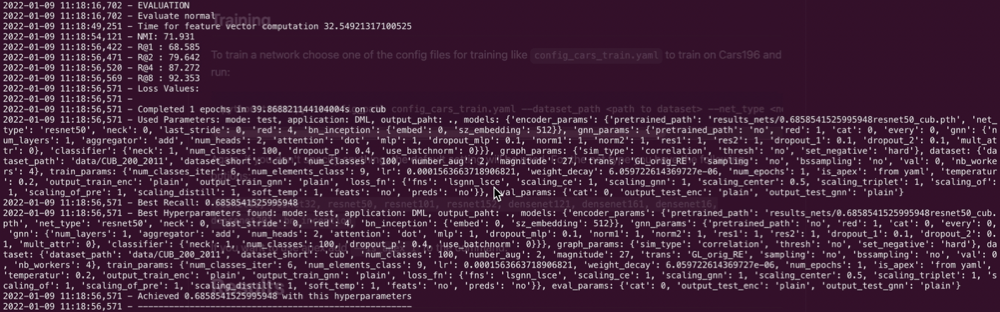 2022-01-09 11:18:16,702 - EVALUATION
2022-01-09 11:18:16,702 - Evaluate normal
2022-01-09 11:18:49,251 - Time for feature vector computation 32.54921317100525
2022-01-09 11:18:54,121 - NMI: 71.931
2022-01-09 11:18:56,422 - R@1 : 68.585
2022-01-09 11:18:56,471 - R@2 : 79.642
2022-01-09 11:18:56,520 - R@4 : 87.272
2022-01-09 11:18:56,569 - R@8 : 92.353
2022-01-09 11:18:56,571 - Loss Values:
2022-01-09 11:18:56,571 -
2022-01-09 11:18:56,571 - Completed 1 epochs in 39.868821144104004s on cub
2022-01-09 11:18:56,571 - Used Parameters: mode: test, application: DML, output_paht: ., models: {'encoder_params': {'pretrained_path': 'results_nets/0.6858541525995948resnet50_cub.pth', 'net_
type': 'resnet50', 'neck': 0, 'last_stride': 0, 'red': 4, 'bn_inception': {'embed': 0, 'sz_embedding': 512}}, 'gnn_params': {'pretrained_path': 'no', 'red': 1, 'cat': 0, 'every': 0, 'gnn': {'n
um_layers': 1, 'aggregator': 'add', 'num_heads': 2, 'attention': 'dot', 'mlp': 1, 'dropout_mlp': 0.1, 'norm1': 1, 'norm2': 1, 'res1': 1, 'res2': 1, 'dropout_1': 0.1, 'dropout_2': 0.1, 'mult_at
tr': 0}, 'classifier': {'neck': 1, 'num_classes': 100, 'dropout_p': 0.4, 'use_batchnorm': 0}}}, graph_params: {'sim_type': 'correlation', 'thresh': 'no', 'set_negative': 'hard'}, dataset: {'da
taset_path': 'data/CUB_200_2011', 'dataset_short': 'cub', 'num_classes': 100, 'number_aug': 2, 'magnitude': 27, 'trans': 'GL_orig_RE', 'sampling': 'no', 'bssampling': 'no', 'val': 0, 'nb_worke
rs': 4}, train_params: {'num_classes_iter': 6, 'num_elements_class': 9, 'lr': 0.0001563663718906821, 'weight_decay': 6.059722614369727e-06, 'num_epochs': 1, 'is_apex': 'from yaml', 'temperatur
': 0.2, 'output_train_enc': 'plain', 'output_train_gnn': 'plain', 'loss_fn': {'fns': 'lsgnn_lsce', 'scaling_ce': 1, 'scaling_gnn': 1, 'scaling_center': 0.5, 'scaling_triplet': 1, 'scaling_of':
1, 'scaling_of_pre': 1, 'scaling_distill': 1, 'soft_temp': 1, 'feats': 'no', 'preds': 'no'}}, eval_params: {'cat': 0, 'output_test_enc': 'plain', 'output_test_gnn': 'plain'}
2022-01-09 11:18:56,571 - Best Recall: 0.6858541525995948
2022-01-09 11:18:56,571 - Best Hyperparameters found: mode: test, application: DML, output_paht: ., models: {'encoder_params': {'pretrained_path': 'results_nets/0.6858541525995948resnet50_cub.
pth', 'net_type': 'resnet50', 'neck': 0, 'last_stride': 0, 'red': 4, 'bn_inception': {'embed': 0, 'sz_embedding': 512}}, 'gnn_params': {'pretrained_path': 'no', 'red': 1, 'cat': 0, 'every': 0,
'gnn': {'num_layers': 1, 'aggregator': 'add', 'num_heads': 2, 'attention': 'dot', 'mlp': 1, 'dropout_mlp': 0.1, 'norm1': 1, 'norm2': 1, 'res1': 1, 'res2': 1, 'dropout_1': 0.1, 'dropout_2': 0.
1, 'mult_attr': 0}, 'classifier': {'neck': 1, 'num_classes': 100, 'dropout_p': 0.4, 'use_batchnorm': 0}}}, graph_params: {'sim_type': 'correlation', 'thresh': 'no', 'set_negative': 'hard'}, da
taset: {'dataset_path': 'data/CUB_200_2011', 'dataset_short': 'cub', 'num_classes': 100, 'number_aug': 2, 'magnitude': 27, 'trans': 'GL_orig_RE', 'sampling': 'no', 'bssampling': 'no', 'val': 0
, 'nb_workers': 4}, train_params: {'num_classes_iter': 6, 'num_elements_class': 9, 'lr': 0.0001563663718906821, 'weight_decay': 6.059722614369727e-06, 'num_epochs': 1, 'is_apex': 'from yaml',
'temperatur': 0.2, 'output_train_enc': 'plain', 'output_train_gnn': 'plain', 'loss_fn': {'fns': 'lsgnn_lsce', 'scaling_ce': 1, 'scaling_gnn': 1, 'scaling_center': 0.5, 'scaling_triplet': 1, 's
caling_of': 1, 'scaling_of_pre': 1, 'scaling_distill': 1, 'soft_temp': 1, 'feats': 'no', 'preds': 'no'}}, eval_params: {'cat': 0, 'output_test_enc': 'plain', 'output_test_gnn': 'plain'}
2022-01-09 11:18:56,571 - Achieved 0.6858541525995948 with this hyperparameters
2022-01-09 11:18:56,571 - -----------------------------------------------------
Training
To train a network choose one of the config files for training like config_cars_train.yaml to train on Cars196 and
run:
config_cars_train.yaml --dataset_path <path to dataset> --net_type <ne
resnet50, resnet101, resnet152, densenet121, densenet161, densenet16,